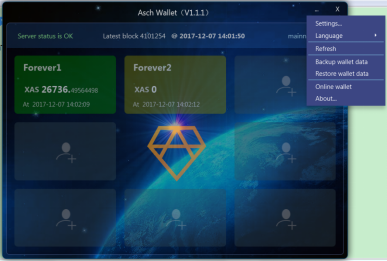 Asch Wallet (V1.1.1)
_ X
Server status is OK
Latest block 4101254 @ 2017-12-07 14:01:50
mainn
Settings...
Language
Refresh
Backup wallet data
Restore wallet data
Online wallet
About...
Forever1
XAS 26736.49564498
At 2017-12-07 14:02:09
Forever2
XAS 0
At 2017-12-07 14:02:12